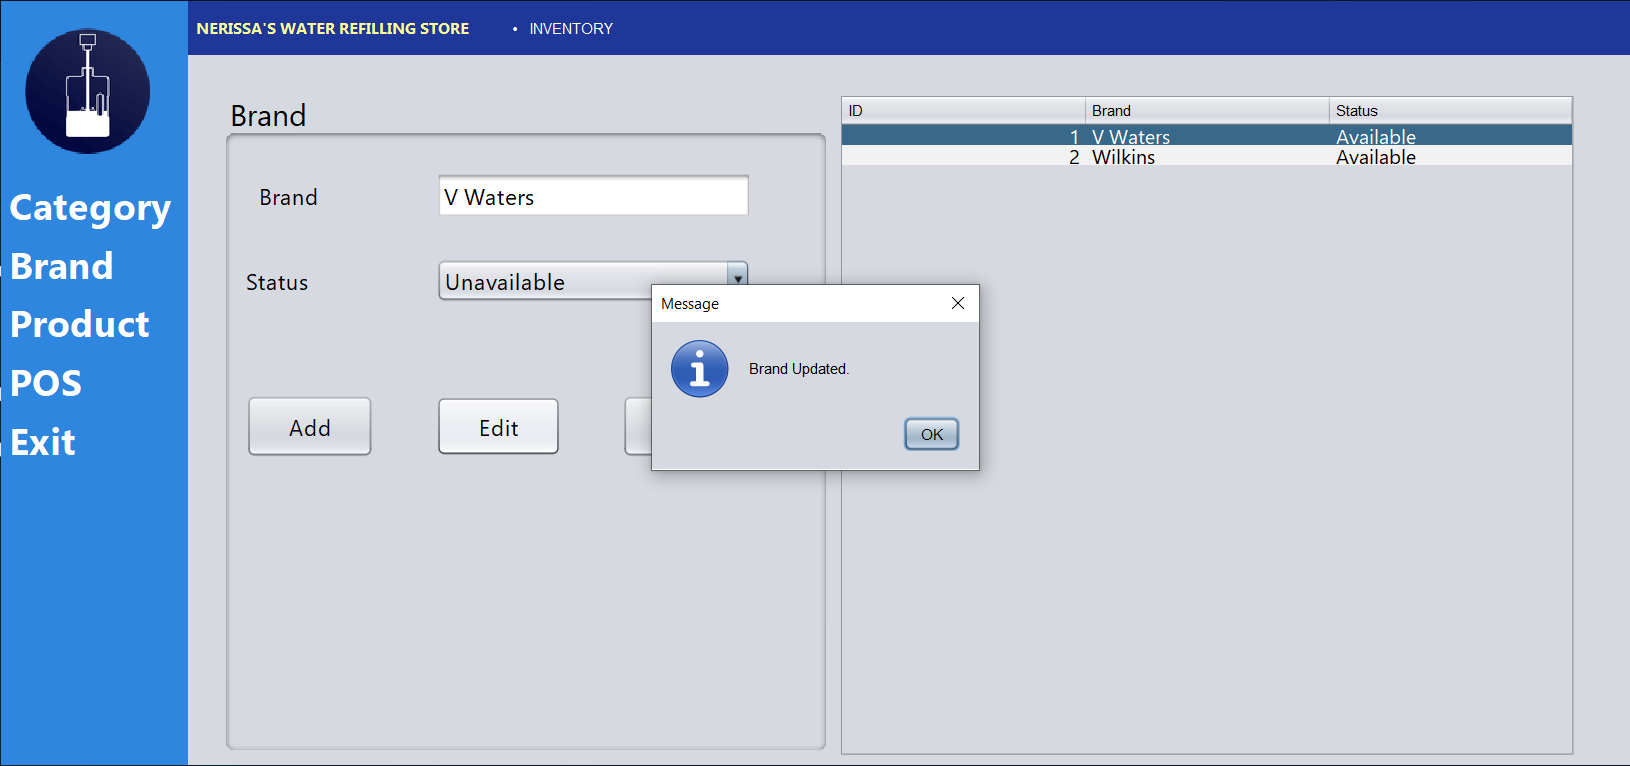 NERISSA'S WATER REFILLING STORE • INVENTORY
Category
Brand
Product
POS
Exit
Brand
Brand V Waters
Status Unavailable
Add Edit
ID Brand Status
1 V Waters Available
2 Wilkins Available
Message
Brand Updated.
OK